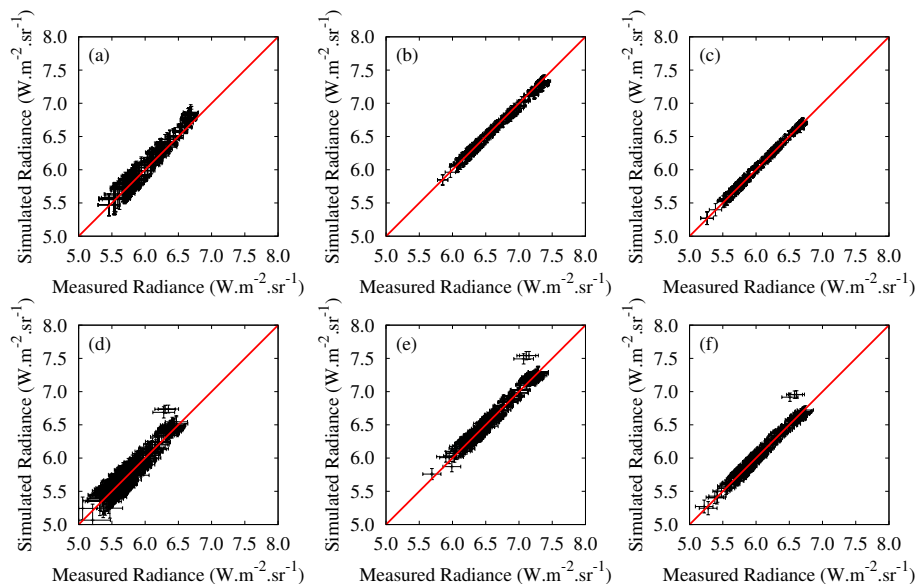 Simulated Radiance (W.m-2.sr-1) Simulated Radiance (W.m-2.sr-1) Simulated Radiance (W.m-2.sr-1)
8.0 8.0 8.0
(a) (b) (c)
7.5 7.5 7.5
7.0 7.0 7.0
6.5 6.5 6.5
6.0 6.0 6.0
5.5 5.5 5.5
5.0 5.0 5.0
5.0 5.5 6.0 6.5 7.0 7.5 8.0 5.0 5.5 6.0 6.5 7.0 7.5 8.0 5.0 5.5 6.0 6.5 7.0 7.5 8.0
Measured Radiance (W.m-2.sr-1) Measured Radiance (W.m-2.sr-1) Measured Radiance (W.m-2.sr-1)
Simulated Radiance (W.m-2.sr-1) Simulated Radiance (W.m-2.sr-1) Simulated Radiance (W.m-2.sr-1)
8.0 8.0 8.0
(d) (e) (f)
7.5 7.5 7.5
7.0 7.0 7.0
6.5 6.5 6.5
6.0 6.0 6.0
5.5 5.5 5.5
5.0 5.0 5.0
5.0 5.5 6.0 6.5 7.0 7.5 8.0 5.0 5.5 6.0 6.5 7.0 7.5 8.0 5.0 5.5 6.0 6.5 7.0 7.5 8.0
Measured Radiance (W.m-2.sr-1) Measured Radiance (W.m-2.sr-1) Measured Radiance (W.m-2.sr-1)